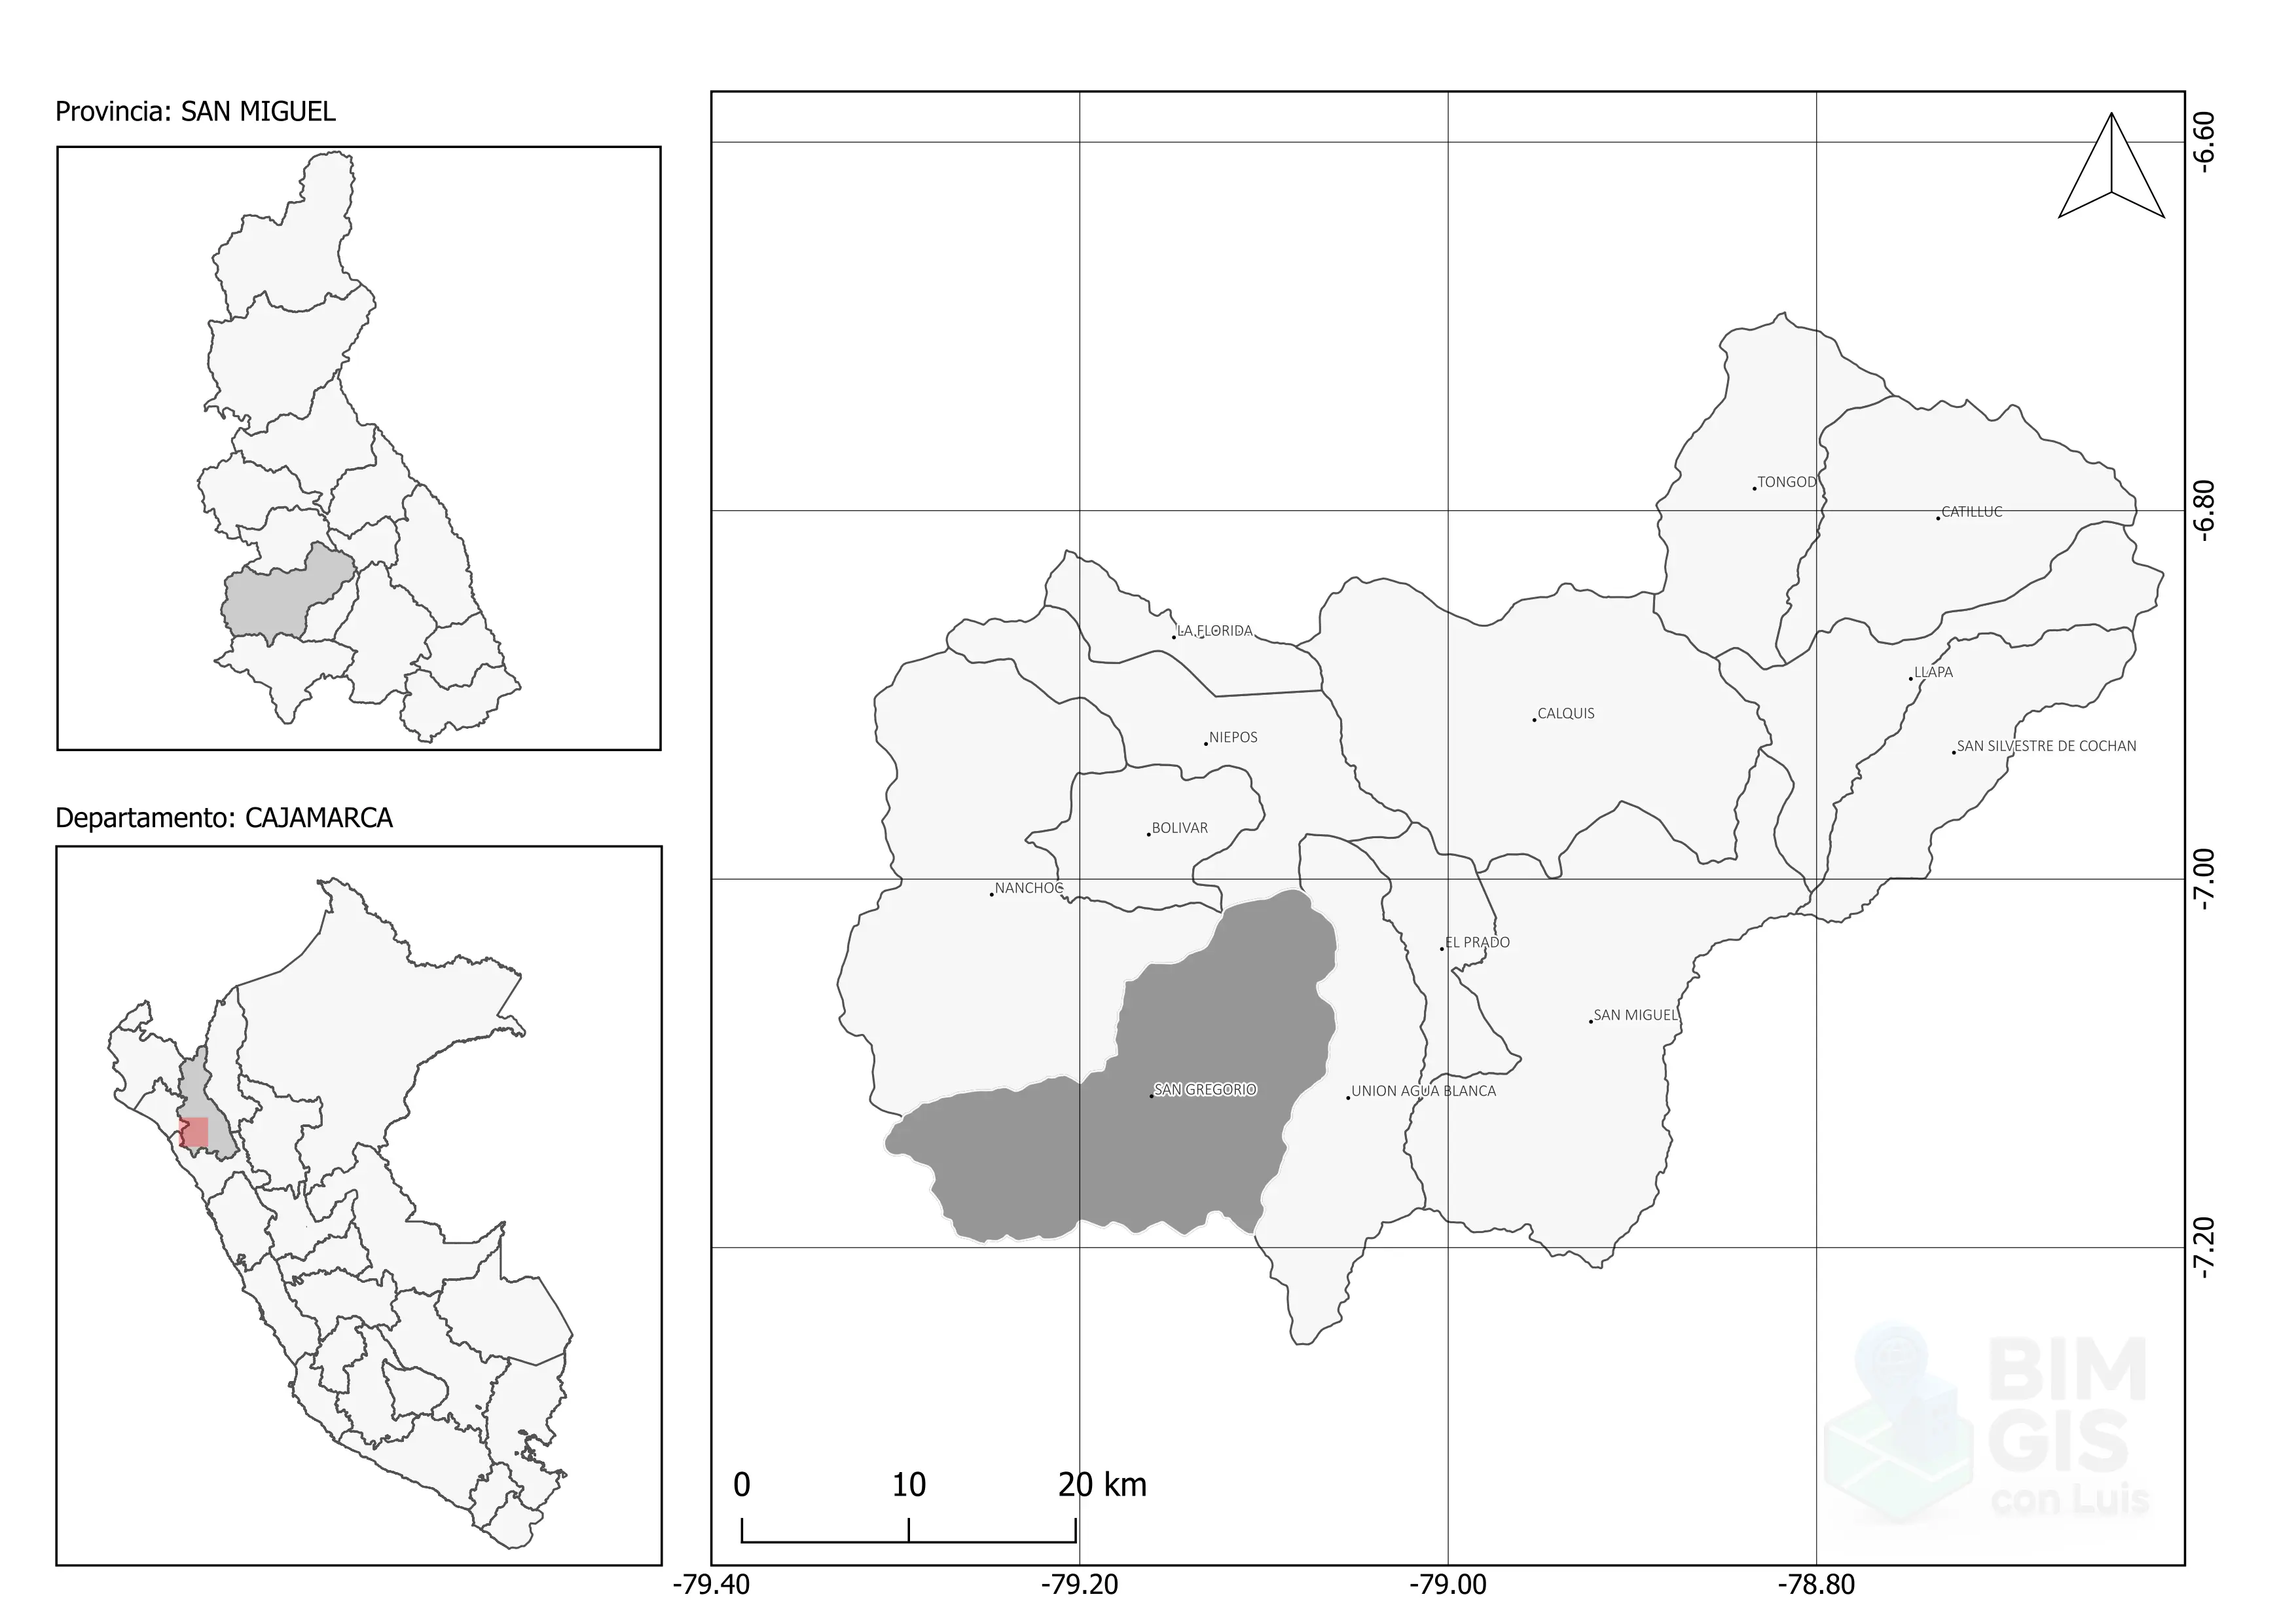 Provincia: SAN MIGUEL
Departamento: CAJAMARCA
-6.60
-6.80
-7.00
-7.20
TONGOD
CATILLUC
LA FLORIDA
LLAPA
CALQUIS
NIEPOS
SAN SILVESTRE DE COCHAN
BOLIVAR
NANCHOC
EL PRADO
SAN MIGUEL
SAN GREGORIO
UNION AGUA BLANCA
BIM
GIS
con Luis
0 10 20 km
-79.40 -79.20 -79.00 -78.80